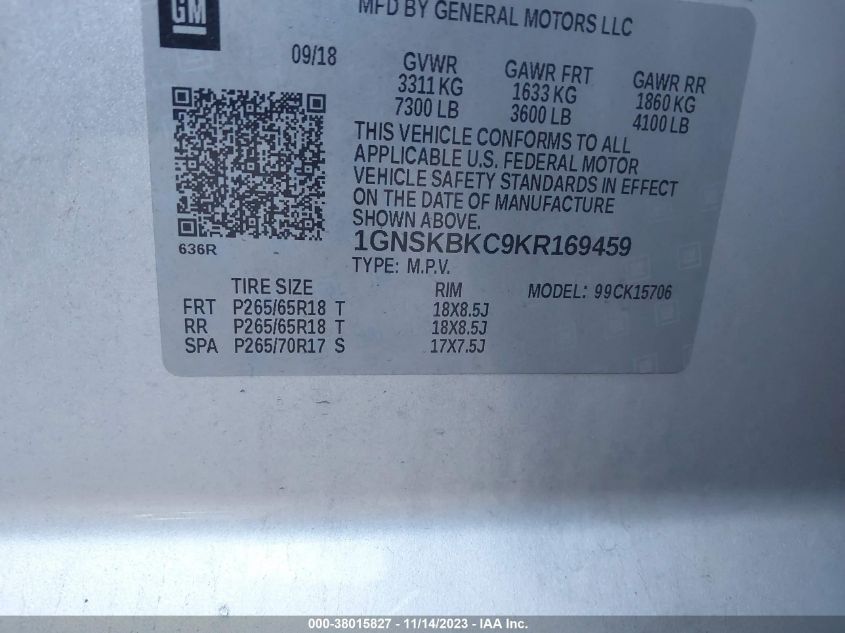 GM
MFD BY GENERAL MOTORS LLC
09/18
GVWR
3311 KG
7300 LB
GAWR FRT
1633 KG
3600 LB
GAWR RR
1860 KG
4100 LB
THIS VEHICLE CONFORMS TO ALL
APPLICABLE U.S. FEDERAL MOTOR
VEHICLE SAFETY STANDARDS IN EFFECT
ON THE DATE OF MANUFACTURE
SHOWN ABOVE.
636R
1GNSKBKC9KR169459
TYPE: M.P.V.
TIRE SIZE RIM MODEL: 99CK15706
FRT P265/65R18 T 18X8.5J
RR P265/65R18 T 18X8.5J
SPA P265/70R17 S 17X7.5J
000-38015827 - 11/14/2023 - IAA Inc.